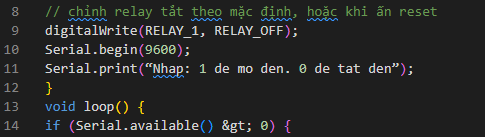 8 // chỉnh relay tắt theo mặc định, hoặc khi ấn reset
9 digitalWrite(RELAY_1, RELAY_OFF);
10 Serial.begin(9600);
11 Serial.print(“Nhap: 1 de mo den. 0 de tat den”);
12 }
13 void loop() {
14 if (Serial.available() &gt; 0) {